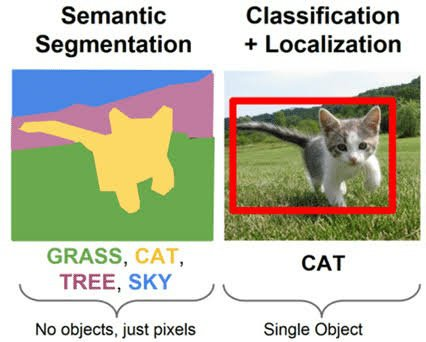 Semantic
Segmentation
Classification
+ Localization
GRASS, CAT,
TREE, SKY
CAT
No objects, just pixels
Single Object